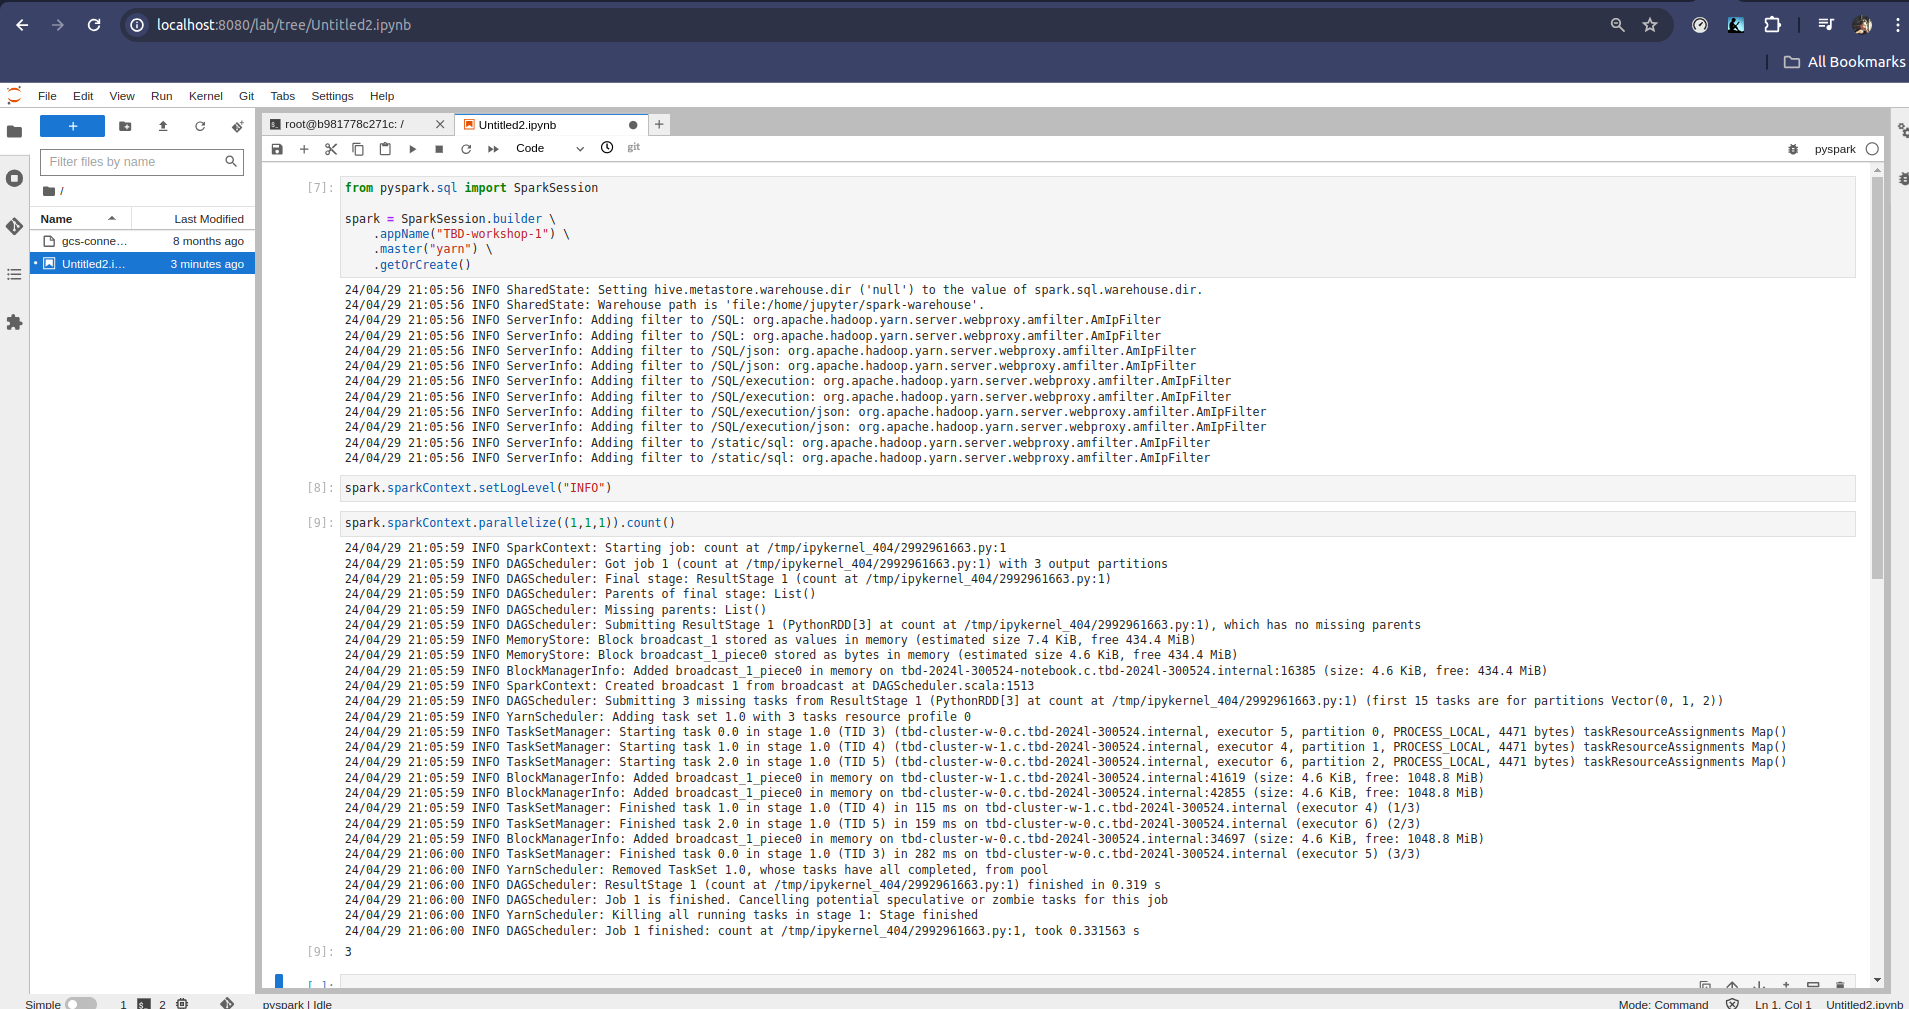 localhost:8080/lab/tree/Untitled2.ipynb
All Bookmarks
File Edit View Run Kernel Git Tabs Settings Help
root@b981778c271c: /
Untitled2.ipynb
Filter files by name
Code
git
pyspark
/
Name Last Modified
gcs-conne... 8 months ago
Untitled2.i... 3 minutes ago
[7]: from pyspark.sql import SparkSession
spark = SparkSession.builder \
.appName("TBD-workshop-1") \
.master("yarn") \
.getOrCreate()
24/04/29 21:05:56 INFO SharedState: Setting hive.metastore.warehouse.dir ('null') to the value of spark.sql.warehouse.dir.
24/04/29 21:05:56 INFO SharedState: Warehouse path is 'file:/home/jupyter/spark-warehouse'.
24/04/29 21:05:56 INFO ServerInfo: Adding filter to /SQL: org.apache.hadoop.yarn.server.webproxy.amfilter.AmIpFilter
24/04/29 21:05:56 INFO ServerInfo: Adding filter to /SQL: org.apache.hadoop.yarn.server.webproxy.amfilter.AmIpFilter
24/04/29 21:05:56 INFO ServerInfo: Adding filter to /SQL/json: org.apache.hadoop.yarn.server.webproxy.amfilter.AmIpFilter
24/04/29 21:05:56 INFO ServerInfo: Adding filter to /SQL/json: org.apache.hadoop.yarn.server.webproxy.amfilter.AmIpFilter
24/04/29 21:05:56 INFO ServerInfo: Adding filter to /SQL/execution: org.apache.hadoop.yarn.server.webproxy.amfilter.AmIpFilter
24/04/29 21:05:56 INFO ServerInfo: Adding filter to /SQL/execution: org.apache.hadoop.yarn.server.webproxy.amfilter.AmIpFilter
24/04/29 21:05:56 INFO ServerInfo: Adding filter to /SQL/execution/json: org.apache.hadoop.yarn.server.webproxy.amfilter.AmIpFilter
24/04/29 21:05:56 INFO ServerInfo: Adding filter to /SQL/execution/json: org.apache.hadoop.yarn.server.webproxy.amfilter.AmIpFilter
24/04/29 21:05:56 INFO ServerInfo: Adding filter to /static/sql: org.apache.hadoop.yarn.server.webproxy.amfilter.AmIpFilter
24/04/29 21:05:56 INFO ServerInfo: Adding filter to /static/sql: org.apache.hadoop.yarn.server.webproxy.amfilter.AmIpFilter
[8]: spark.sparkContext.setLogLevel("INFO")
[9]: spark.sparkContext.parallelize((1,1,1)).count()
24/04/29 21:05:59 INFO SparkContext: Starting job: count at /tmp/ipykernel_404/2992961663.py:1
24/04/29 21:05:59 INFO DAGScheduler: Got job 1 (count at /tmp/ipykernel_404/2992961663.py:1) with 3 output partitions
24/04/29 21:05:59 INFO DAGScheduler: Final stage: ResultStage 1 (count at /tmp/ipykernel_404/2992961663.py:1)
24/04/29 21:05:59 INFO DAGScheduler: Parents of final stage: List()
24/04/29 21:05:59 INFO DAGScheduler: Missing parents: List()
24/04/29 21:05:59 INFO DAGScheduler: Submitting ResultStage 1 (PythonRDD[3] at count at /tmp/ipykernel_404/2992961663.py:1), which has no missing parents
24/04/29 21:05:59 INFO MemoryStore: Block broadcast_1 stored as values in memory (estimated size 7.4 KiB, free 434.4 MiB)
24/04/29 21:05:59 INFO MemoryStore: Block broadcast_1_piece0 stored as bytes in memory (estimated size 4.6 KiB, free 434.4 MiB)
24/04/29 21:05:59 INFO BlockManagerInfo: Added broadcast_1_piece0 in memory on tbd-2024l-300524-notebook.c.tbd-2024l-300524.internal:16385 (size: 4.6 KiB, free: 434.4 MiB)
24/04/29 21:05:59 INFO SparkContext: Created broadcast 1 from broadcast at DAGScheduler.scala:1513
24/04/29 21:05:59 INFO DAGScheduler: Submitting 3 missing tasks from ResultStage 1 (PythonRDD[3] at count at /tmp/ipykernel_404/2992961663.py:1) (first 15 tasks are for partitions Vector(0, 1, 2))
24/04/29 21:05:59 INFO YarnScheduler: Adding task set 1.0 with 3 tasks resource profile 0
24/04/29 21:05:59 INFO TaskSetManager: Starting task 0.0 in stage 1.0 (TID 3) (tbd-cluster-w-0.c.tbd-2024l-300524.internal, executor 5, partition 0, PROCESS_LOCAL, 4471 bytes) taskResourceAssignments Map()
24/04/29 21:05:59 INFO TaskSetManager: Starting task 1.0 in stage 1.0 (TID 4) (tbd-cluster-w-1.c.tbd-2024l-300524.internal, executor 4, partition 1, PROCESS_LOCAL, 4471 bytes) taskResourceAssignments Map()
24/04/29 21:05:59 INFO TaskSetManager: Starting task 2.0 in stage 1.0 (TID 5) (tbd-cluster-w-0.c.tbd-2024l-300524.internal, executor 6, partition 2, PROCESS_LOCAL, 4471 bytes) taskResourceAssignments Map()
24/04/29 21:05:59 INFO BlockManagerInfo: Added broadcast_1_piece0 in memory on tbd-cluster-w-1.c.tbd-2024l-300524.internal:41619 (size: 4.6 KiB, free: 1048.8 MiB)
24/04/29 21:05:59 INFO BlockManagerInfo: Added broadcast_1_piece0 in memory on tbd-cluster-w-0.c.tbd-2024l-300524.internal:42855 (size: 4.6 KiB, free: 1048.8 MiB)
24/04/29 21:05:59 INFO TaskSetManager: Finished task 1.0 in stage 1.0 (TID 4) in 115 ms on tbd-cluster-w-1.c.tbd-2024l-300524.internal (executor 4) (1/3)
24/04/29 21:05:59 INFO TaskSetManager: Finished task 2.0 in stage 1.0 (TID 5) in 159 ms on tbd-cluster-w-0.c.tbd-2024l-300524.internal (executor 6) (2/3)
24/04/29 21:05:59 INFO BlockManagerInfo: Added broadcast_1_piece0 in memory on tbd-cluster-w-0.c.tbd-2024l-300524.internal:34697 (size: 4.6 KiB, free: 1048.8 MiB)
24/04/29 21:06:00 INFO TaskSetManager: Finished task 0.0 in stage 1.0 (TID 3) in 282 ms on tbd-cluster-w-0.c.tbd-2024l-300524.internal (executor 5) (3/3)
24/04/29 21:06:00 INFO YarnScheduler: Removed TaskSet 1.0, whose tasks have all completed, from pool
24/04/29 21:06:00 INFO DAGScheduler: ResultStage 1 (count at /tmp/ipykernel_404/2992961663.py:1) finished in 0.319 s
24/04/29 21:06:00 INFO DAGScheduler: Job 1 is finished. Cancelling potential speculative or zombie tasks for this job
24/04/29 21:06:00 INFO YarnScheduler: Killing all running tasks in stage 1: Stage finished
24/04/29 21:06:00 INFO DAGScheduler: Job 1 finished: count at /tmp/ipykernel_404/2992961663.py:1, took 0.331563 s
[9]: 3
[ ]:
Simple 1 2 pyspark | Idle Mode: Command Ln 1, Col 1 Untitled2.ipynb